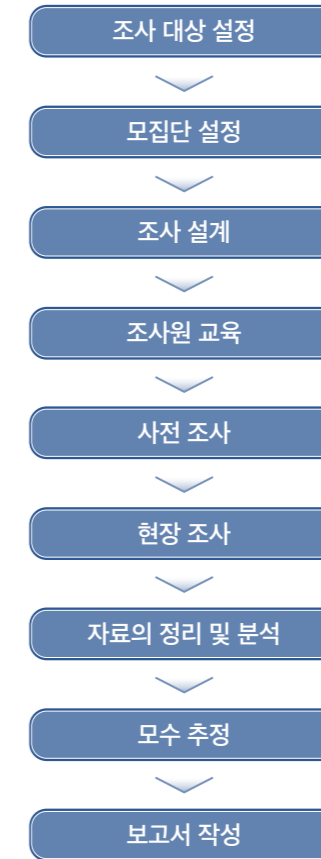 조사 대상 설정
모집단 설정
조사 설계
조사원 교육
사전 조사
현장 조사
자료의 정리 및 분석
모수 추정
보고서 작성